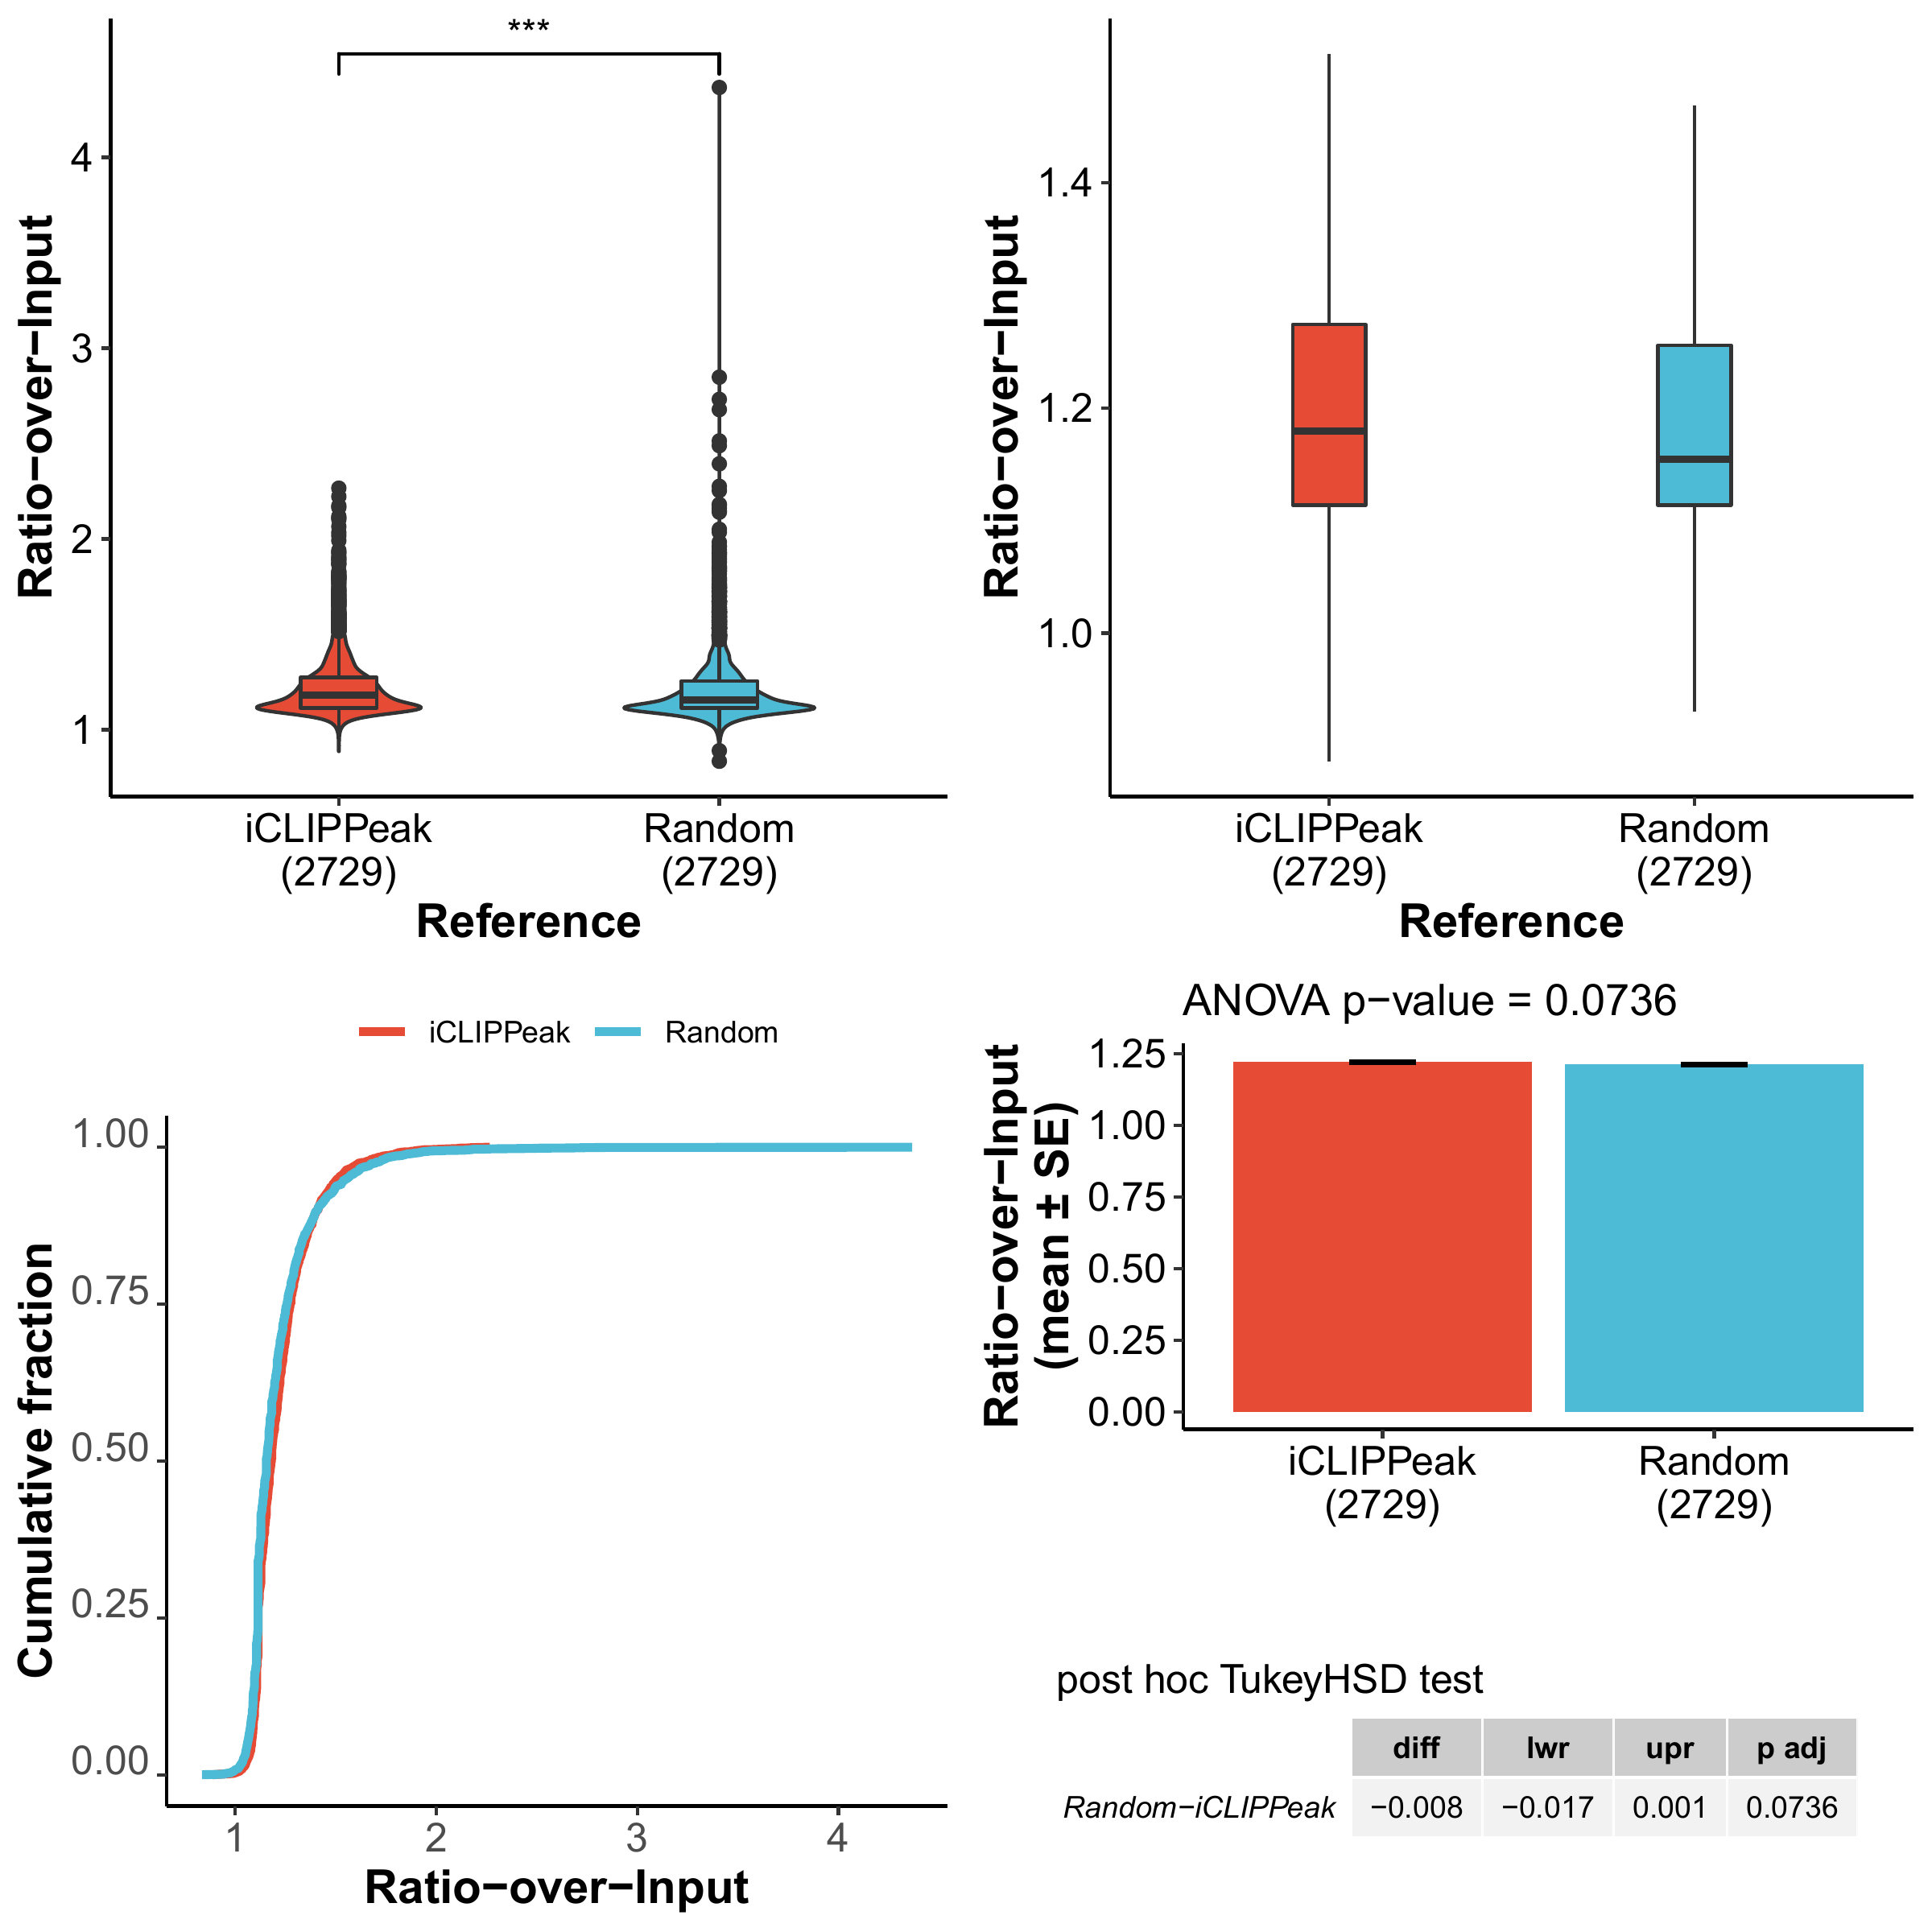 ***
Ratio−over−Input
4
3
2
1
iCLIPPeak
(2729)
Random
(2729)
Reference
Ratio−over−Input
1.4
1.2
1.0
iCLIPPeak
(2729)
Random
(2729)
Reference
iCLIPPeak
Random
Cumulative fraction
1.00
0.75
0.50
0.25
0.00
1
2
3
4
Ratio−over−Input
ANOVA p−value = 0.0736
Ratio−over−Input
(mean ± SE)
1.25
1.00
0.75
0.50
0.25
0.00
iCLIPPeak
(2729)
Random
(2729)
post hoc TukeyHSD test
diff lwr upr p adj
Random−iCLIPPeak −0.008 −0.017 0.001 0.0736